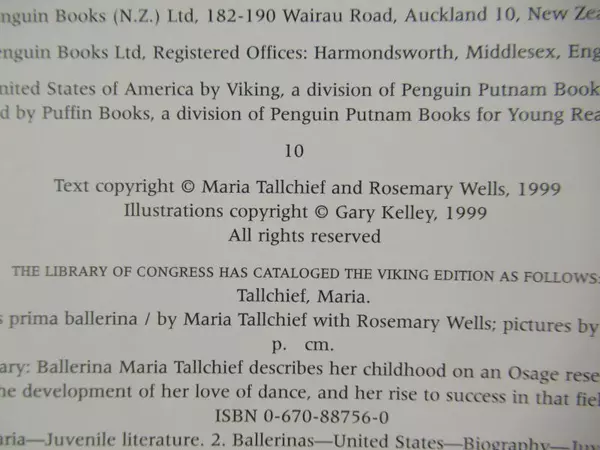 nguin Books (N.Z.) Ltd, 182-190 Wairau Road, Auckland 10, New Zea
enguin Books Ltd, Registered Offices: Harmondsworth, Middlesex, Eng
nited States of America by Viking, a division of Penguin Putnam Book
d by Puffin Books, a division of Penguin Putnam Books for Young Rea
10
Text copyright © Maria Tallchief and Rosemary Wells, 1999
Illustrations copyright © Gary Kelley, 1999
All rights reserved
THE LIBRARY OF CONGRESS HAS CATALOGED THE VIKING EDITION AS FOLLOWS:
Tallchief, Maria.
s prima ballerina / by Maria Tallchief with Rosemary Wells; pictures by
p. cm.
ary: Ballerina Maria Tallchief describes her childhood on an Osage rese
he development of her love of dance, and her rise to success in that fiel
ISBN 0-670-88756-0
aria—Juvenile literature. 2. Ballerinas—United States—Biography—Juv